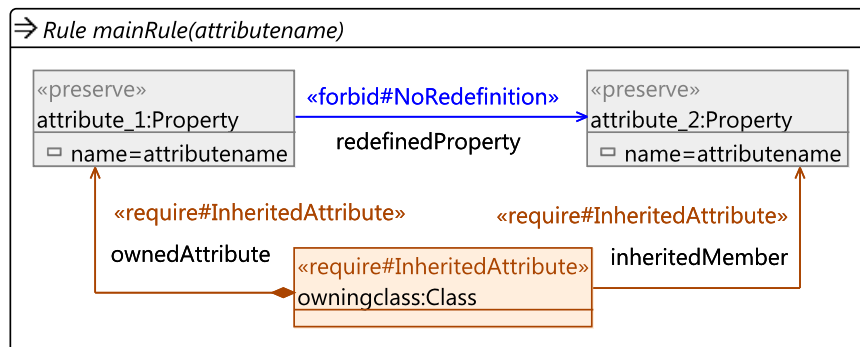 Rule mainRule(attributename)
«preserve»
attribute_1:Property
name=attributename
«forbid#NoRedefinition»
redefinedProperty
«preserve»
attribute_2:Property
name=attributename
«require#InheritedAttribute»
ownedAttribute
«require#InheritedAttribute»
owningclass:Class
«require#InheritedAttribute»
inheritedMember